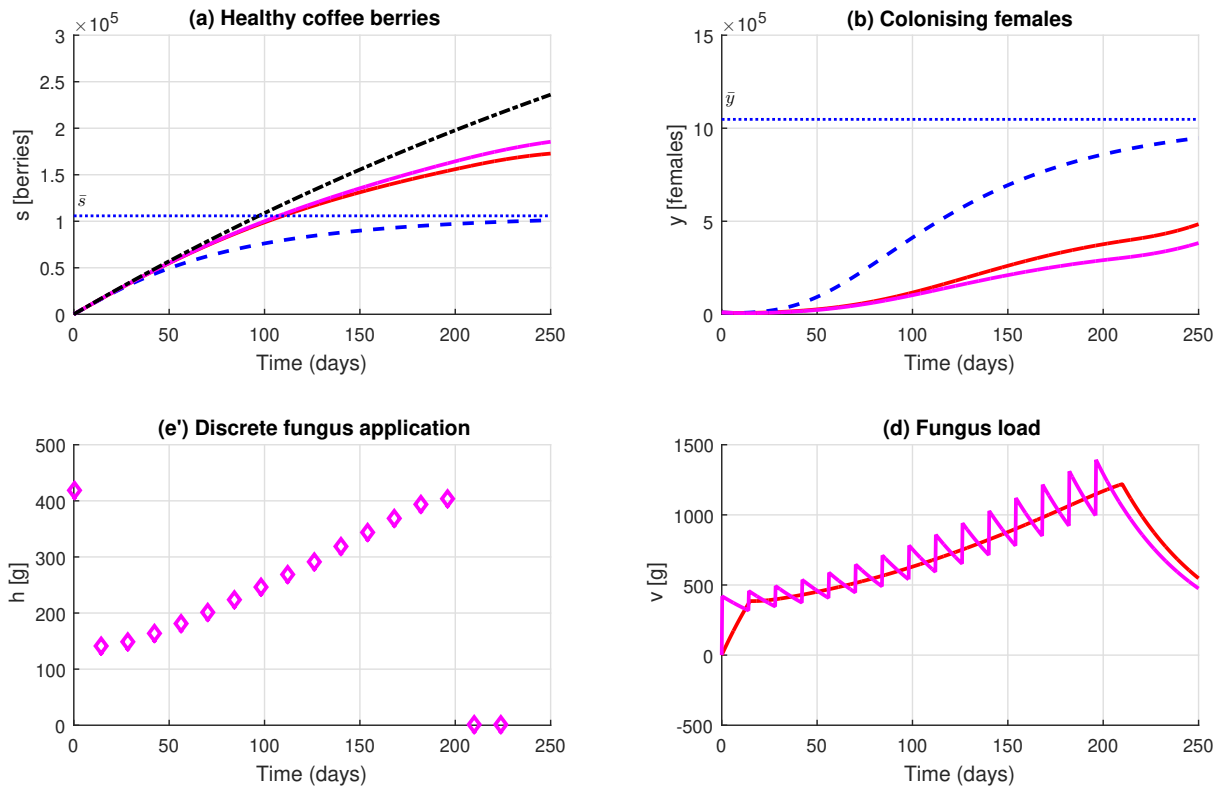 (a) Healthy coffee berries
×10^5
s [berries]
3
2.5
2
1.5
1
0.5
0
s̄
0 50 100 150 200 250
Time (days)
(b) Colonising females
×10^5
y [females]
15
10
5
0
ȳ
0 50 100 150 200 250
Time (days)
(e') Discrete fungus application
h [g]
500
400
300
200
100
0
0 50 100 150 200 250
Time (days)
(d) Fungus load
v [g]
1500
1000
500
0
-500
0 50 100 150 200 250
Time (days)